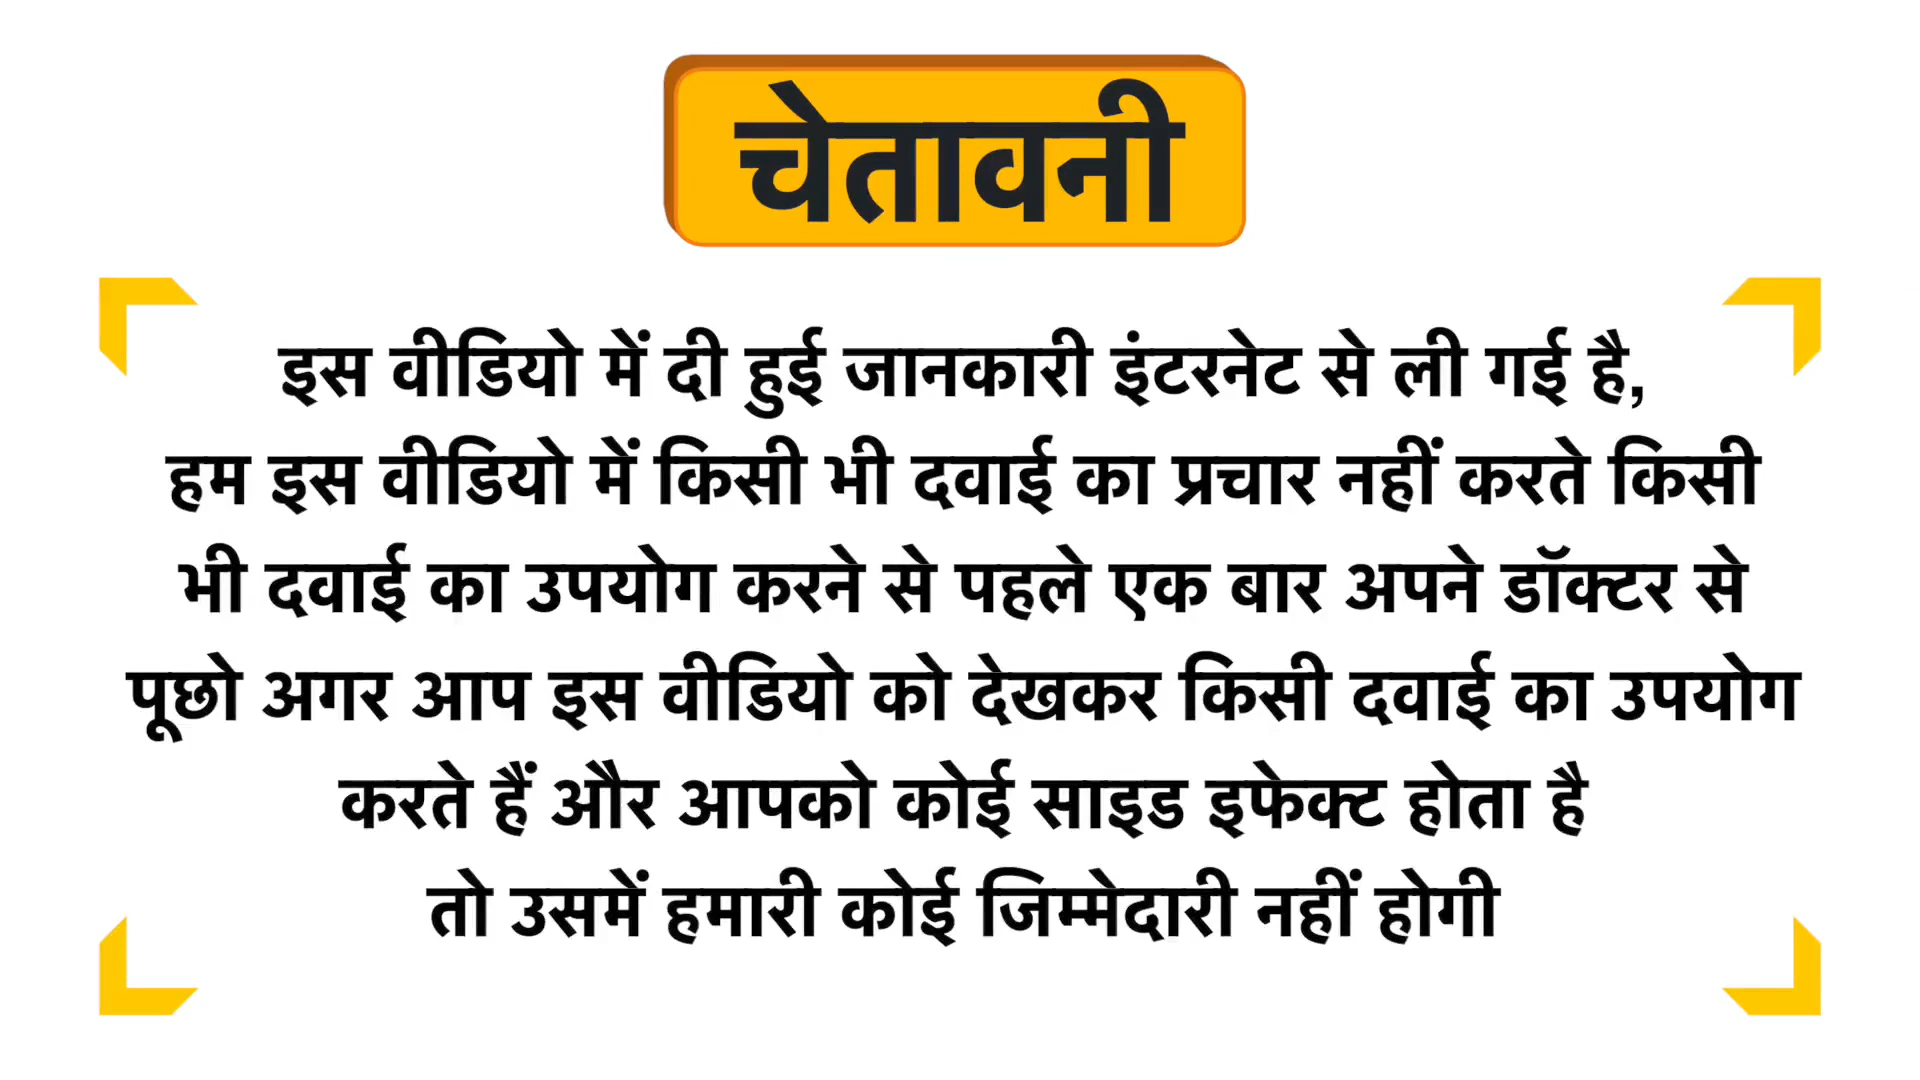 चेतावनी
इस वीडियो में दी हुई जानकारी इंटरनेट से ली गई है,
हम इस वीडियो में किसी भी दवाई का प्रचार नहीं करते किसी
भी दवाई का उपयोग करने से पहले एक बार अपने डॉक्टर से
पूछो अगर आप इस वीडियो को देखकर किसी दवाई का उपयोग
करते हैं और आपको कोई साइड इफेक्ट होता है
तो उसमें हमारी कोई जिम्मेदारी नहीं होगी